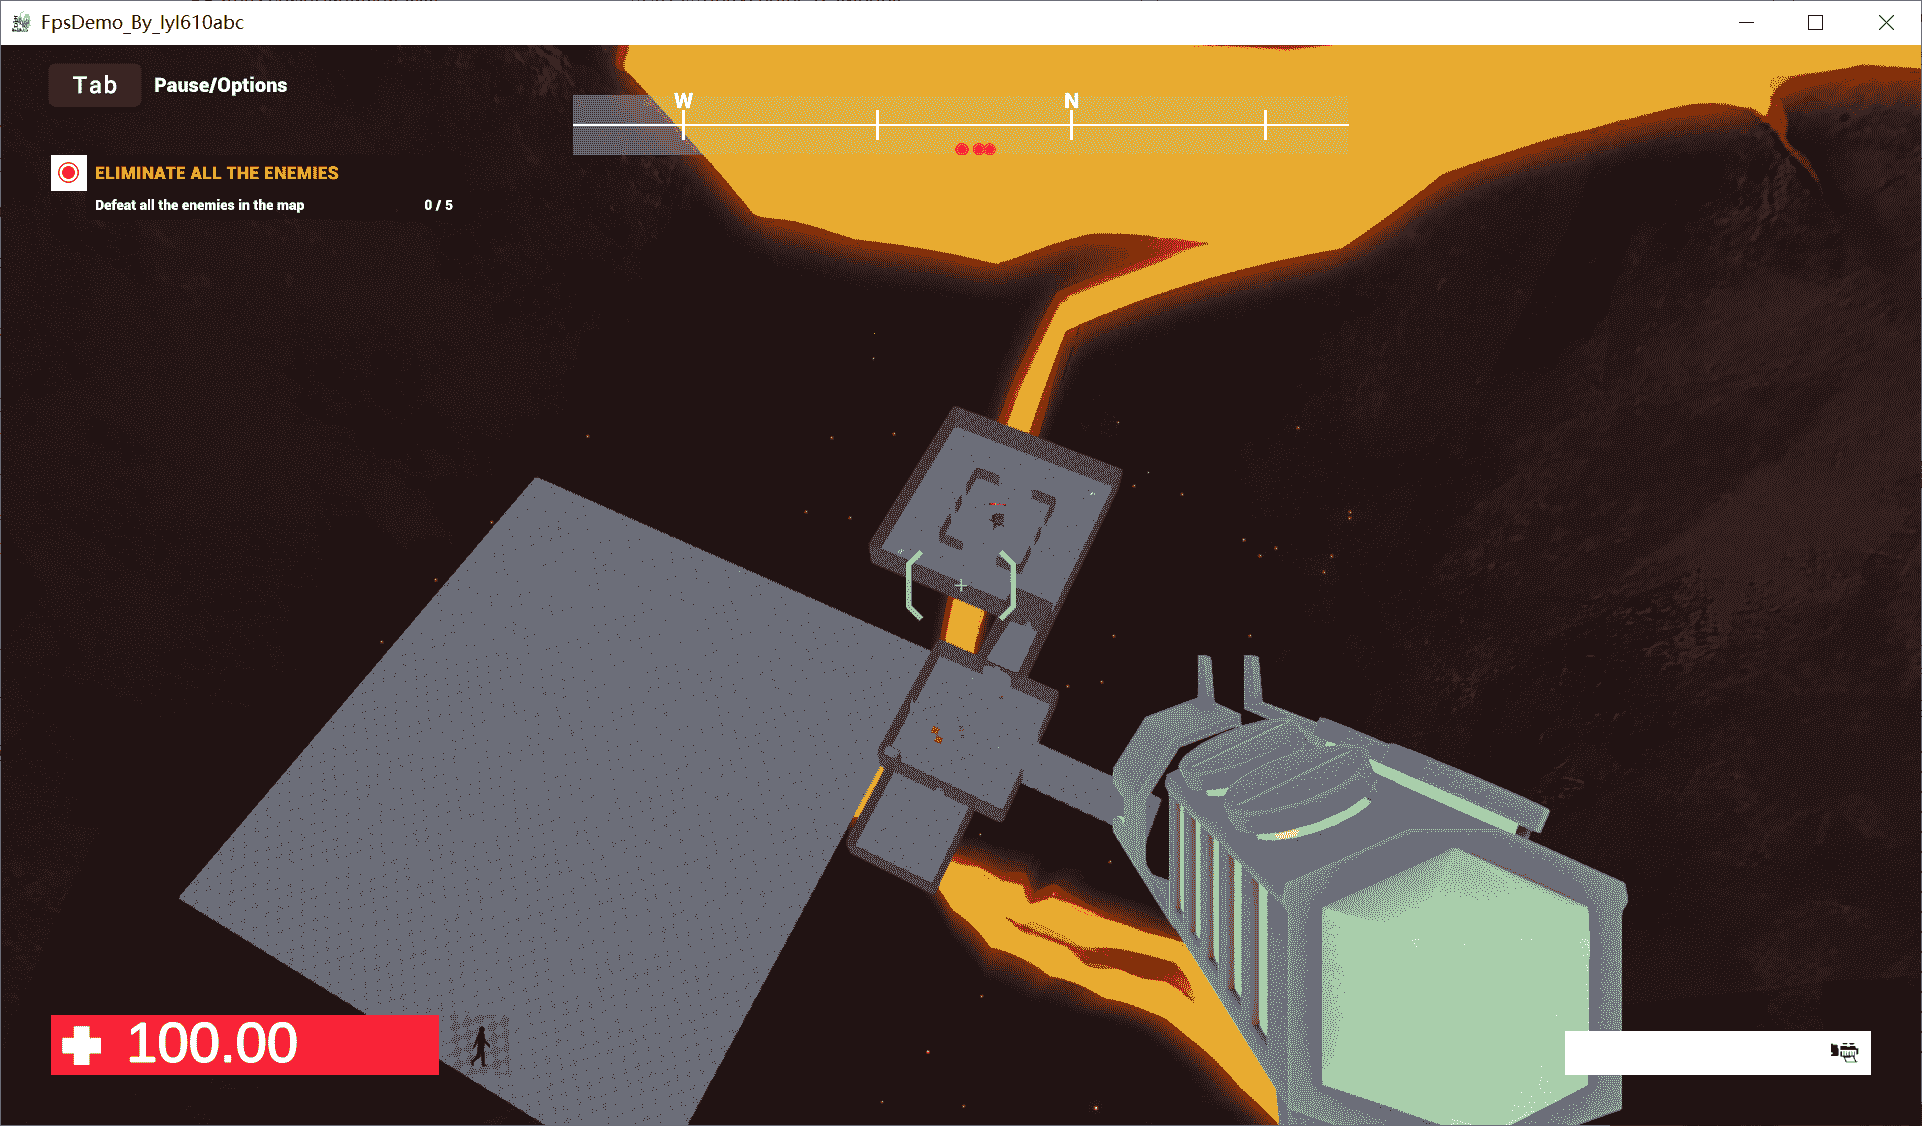 FpsDemo_By_lyl610abc
Tab Pause/Options
W N
ELIMINATE ALL THE ENEMIES
Defeat all the enemies in the map 0 / 5
100.00